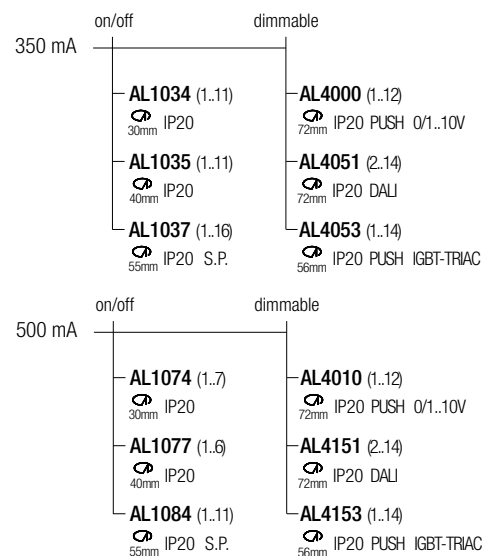 on/off dimmable
350 mA
AL1034 (1..11) AL4000 (1..12)
30mm IP20 72mm IP20 PUSH 0/1..10V
AL1035 (1..11) AL4051 (2..14)
40mm IP20 72mm IP20 DALI
AL1037 (1..16) AL4053 (1..14)
55mm IP20 S.P. 56mm IP20 PUSH IGBT-TRIAC
on/off dimmable
500 mA
AL1074 (1..7) AL4010 (1..12)
30mm IP20 72mm IP20 PUSH 0/1..10V
AL1077 (1..6) AL4151 (2..14)
40mm IP20 72mm IP20 DALI
AL1084 (1..11) AL4153 (1..14)
55mm IP20 S.P. 56mm IP20 PUSH IGBT-TRIAC